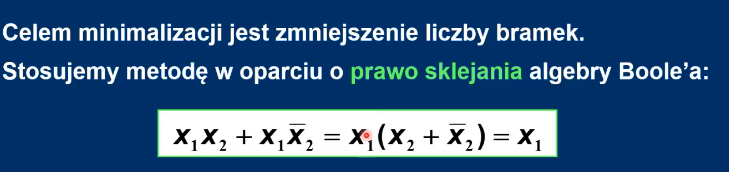 Celem minimalizacji jest zmniejszenie liczby bramek.
Stosujemy metodę w oparciu o prawo sklejania algebry Boole’a:
x₁x₂ + x₁x̅₂ = x₁(x₂ + x̅₂) = x₁